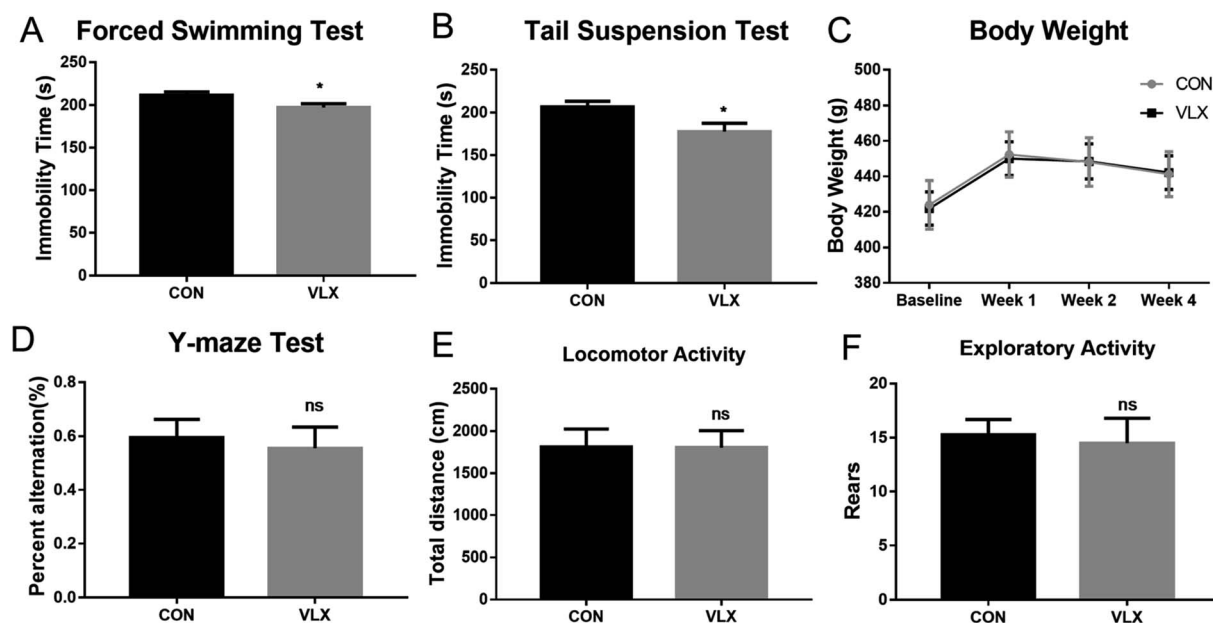 A Forced Swimming Test
Immobility Time (s)
250
200
150
100
50
0
*
CON VLX
B Tail Suspension Test
Immobility Time (s)
250
200
150
100
50
0
*
CON VLX
C Body Weight
Body Weight (g)
500
460
440
420
400
380
CON
VLX
Baseline Week 1 Week 2 Week 4
D Y-maze Test
Percent alternation(%)
0.8
0.6
0.4
0.2
0.0
ns
CON VLX
E Locomotor Activity
Total distance (cm)
2500
2000
1500
1000
500
0
ns
CON VLX
F Exploratory Activity
Rears
20
15
10
5
0
ns
CON VLX